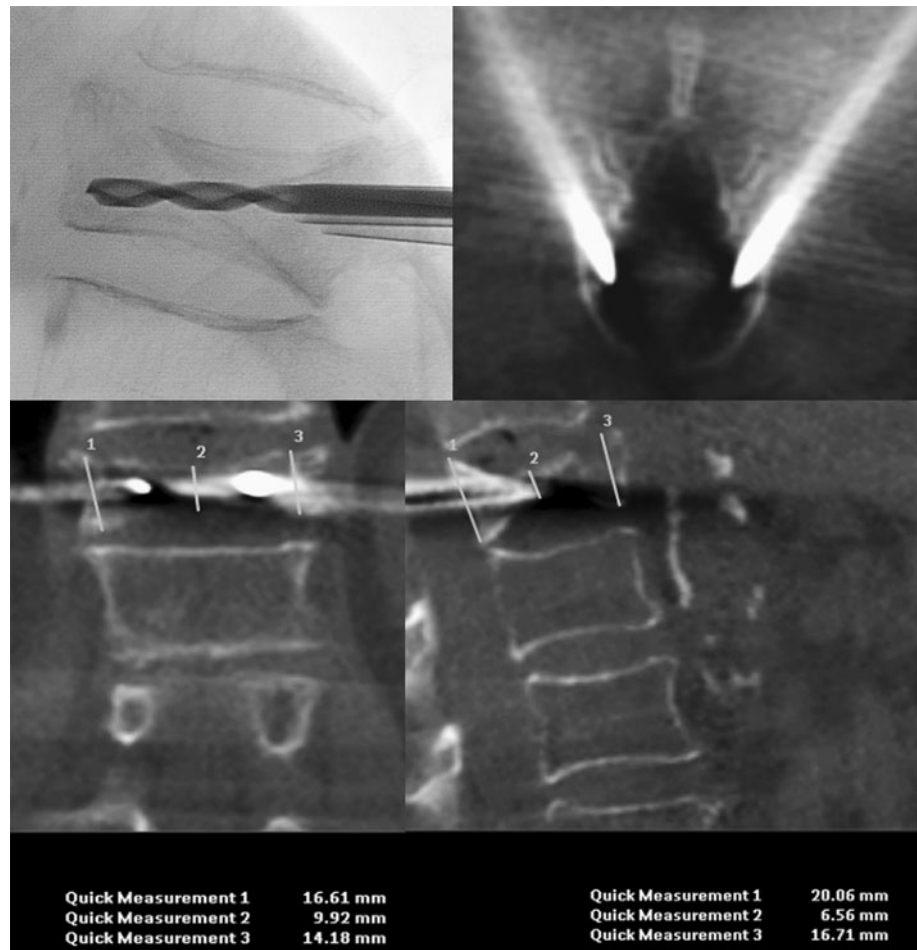 1
2
3
1
2
3
Quick Measurement 1 16.61 mm
Quick Measurement 2 9.92 mm
Quick Measurement 3 14.18 mm
Quick Measurement 1 20.06 mm
Quick Measurement 2 6.56 mm
Quick Measurement 3 16.71 mm